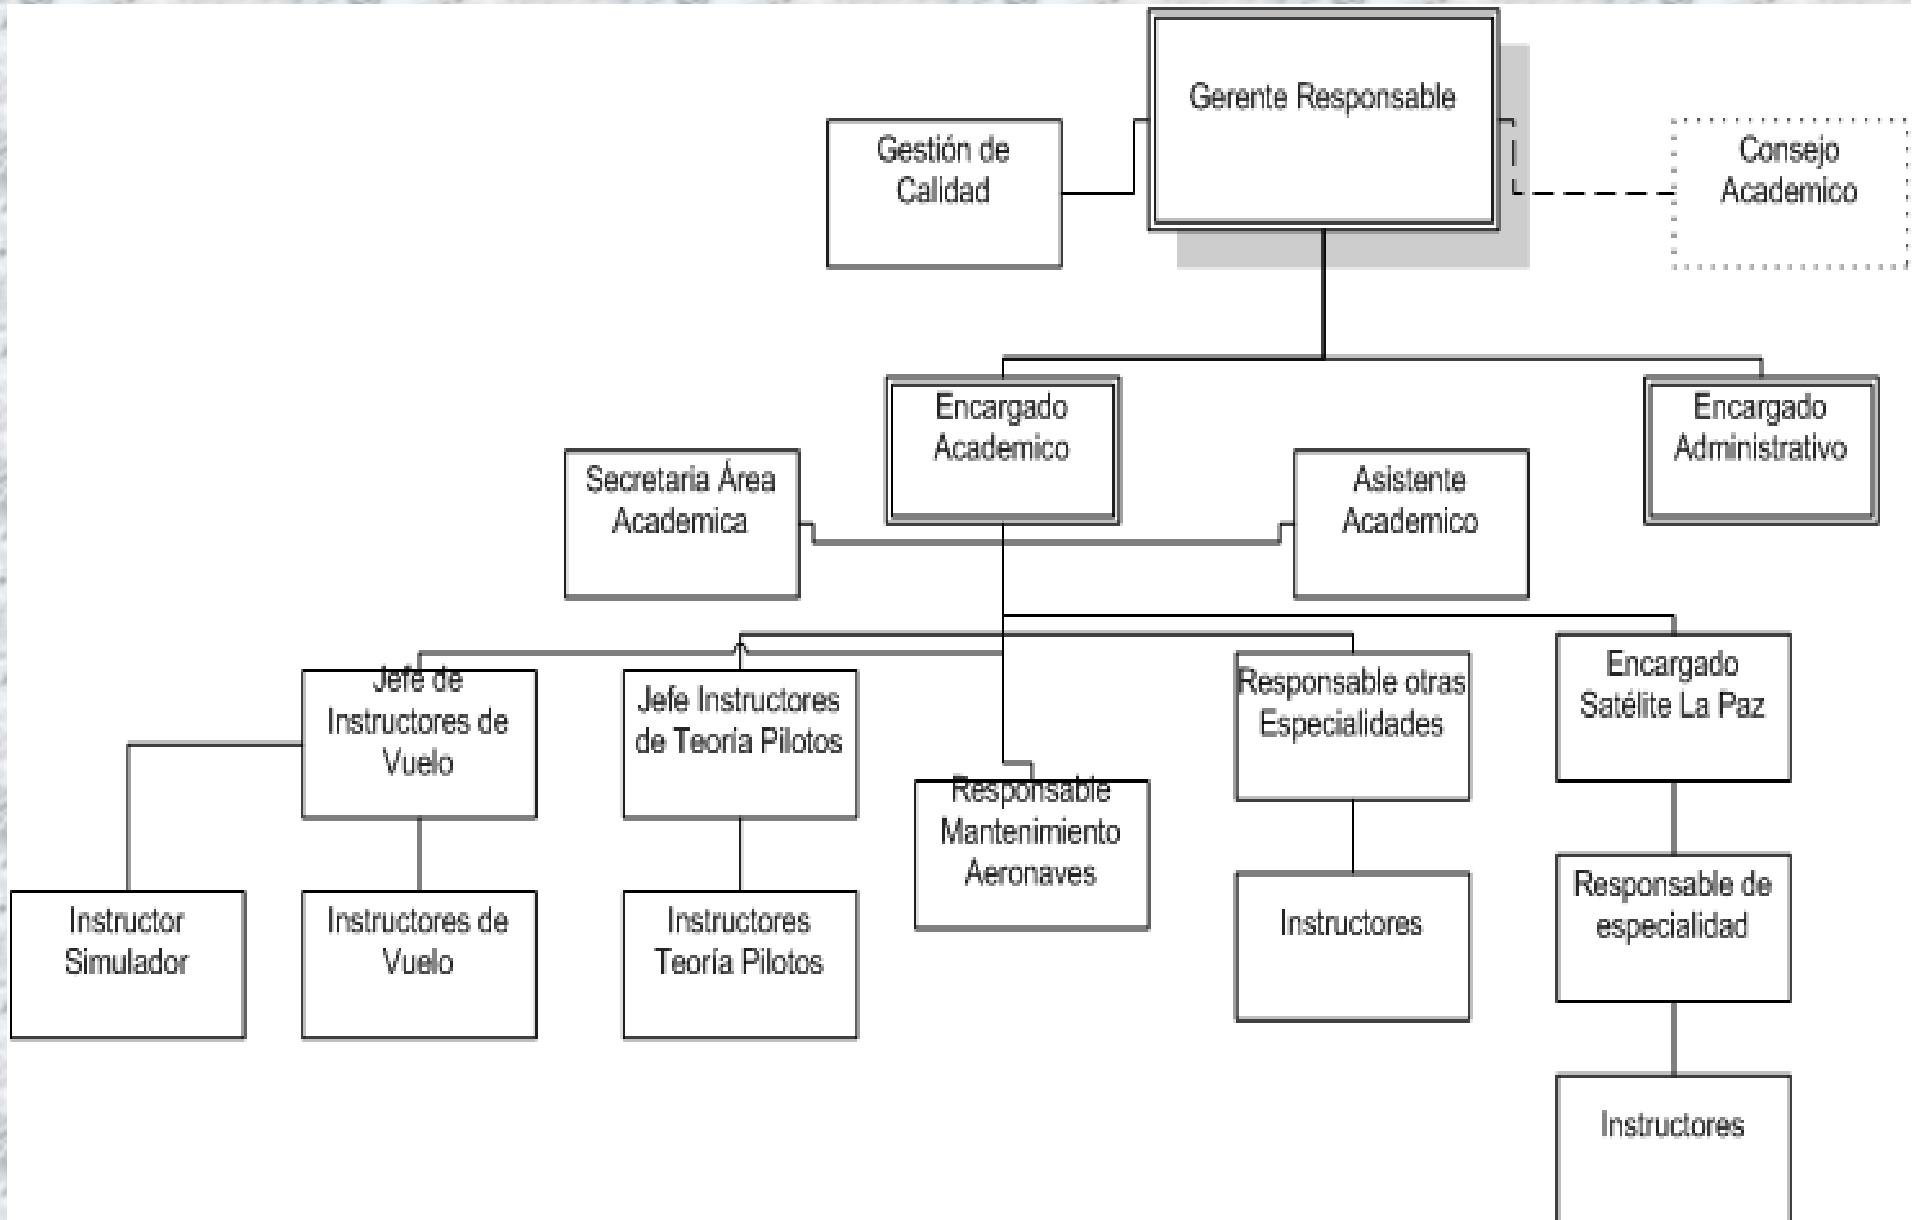 Gerente Responsable
Gestión de
Calidad
Consejo
Academico
Encargado
Academico
Encargado
Administrativo
Secretaria Área
Academica
Asistente
Academico
Jefe de
Instructores de
Vuelo
Jefe Instructores
de Teoría Pilotos
Responsable
Mantenimiento
Aeronaves
Responsable otras
Especialidades
Encargado
Satélite La Paz
Instructor
Simulador
Instructores de
Vuelo
Instructores
Teoría Pilotos
Instructores
Responsable de
especialidad
Instructores